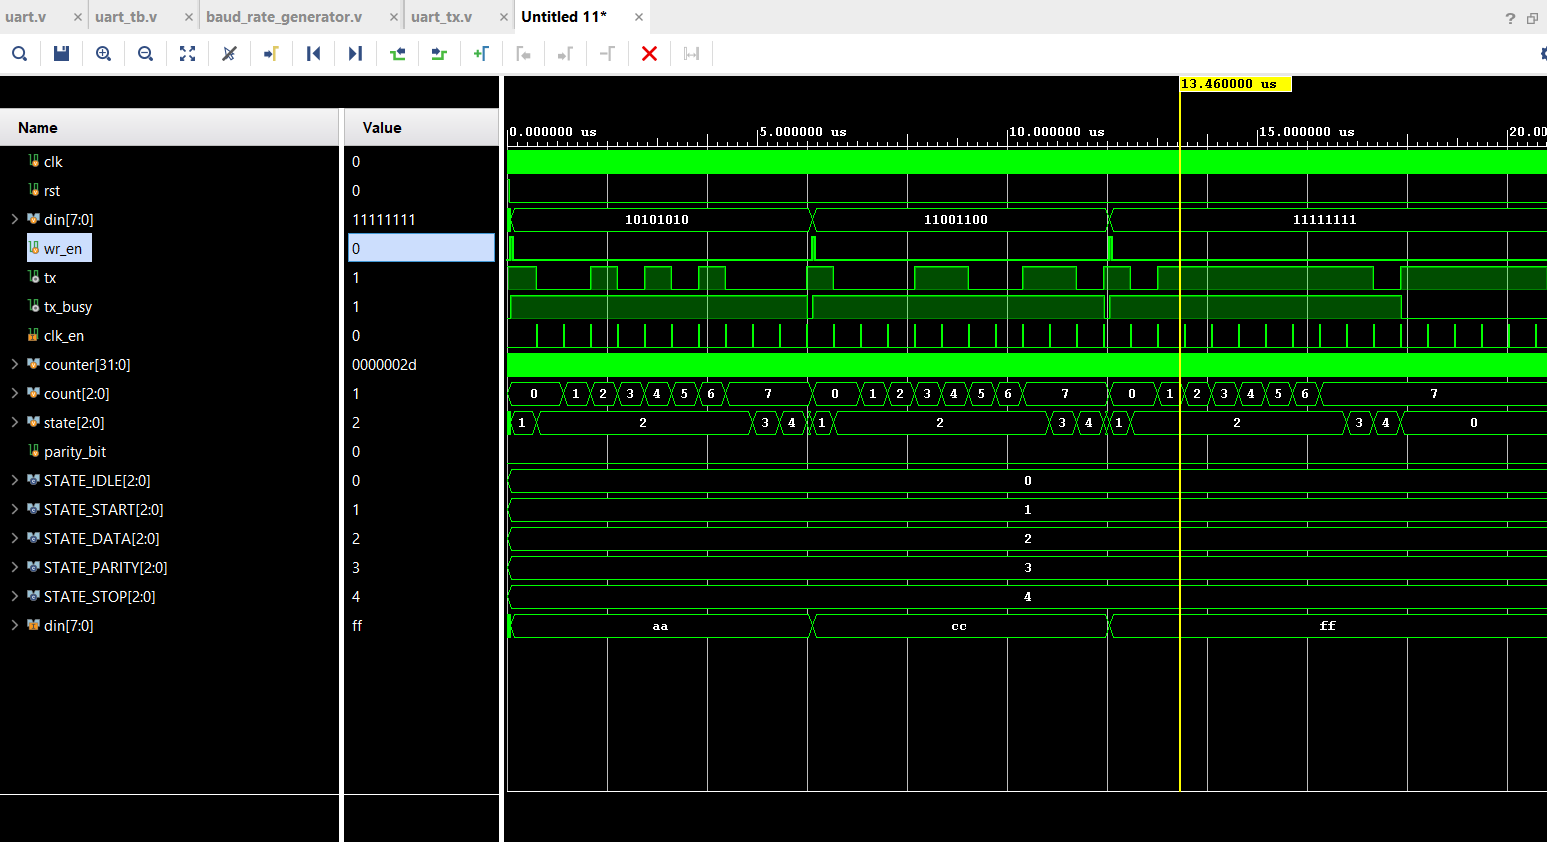 uart.v × uart_tb.v × baud_rate_generator.v × uart_tx.v × Untitled 11* × ?
13.460000 us
Name Value 0.000000 us 5.000000 us 10.000000 us 15.000000 us 20.00
clk 0
rst 0
din[7:0] 11111111 10101010 11001100 11111111
wr_en 0
tx 1
tx_busy 1
clk_en 0
counter[31:0] 0000002d
count[2:0] 1 0 1 2 3 4 5 6 7 0 1 2 3 4 5 6 7 0 1 2 3 4 5 6 7
state[2:0] 2 1 2 3 4 1 2 3 4 1 2 3 4 0
parity_bit 0
STATE_IDLE[2:0] 0 0
STATE_START[2:0] 1 1
STATE_DATA[2:0] 2 2
STATE_PARITY[2:0] 3 3
STATE_STOP[2:0] 4 4
din[7:0] ff aa cc ff